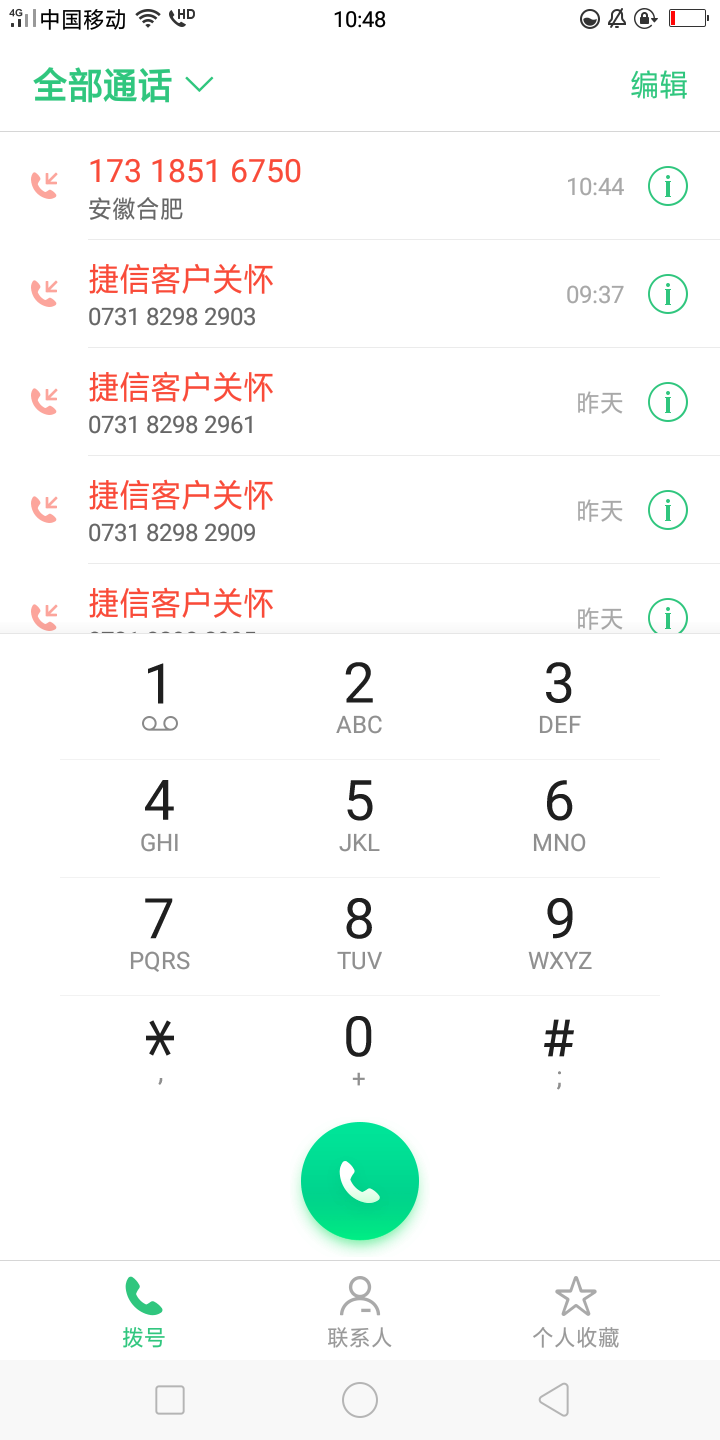 4G 中国移动 HD 10:48
全部通话 编辑
173 1851 6750
安徽合肥
10:44
捷信客户关怀
0731 8298 2903
09:37
捷信客户关怀
0731 8298 2961
昨天
捷信客户关怀
0731 8298 2909
昨天
捷信客户关怀
昨天
1 2 3
ABC DEF
4 5 6
GHI JKL MNO
7 8 9
PQRS TUV WXYZ
* 0 #
, + ;
拨号 联系人 个人收藏